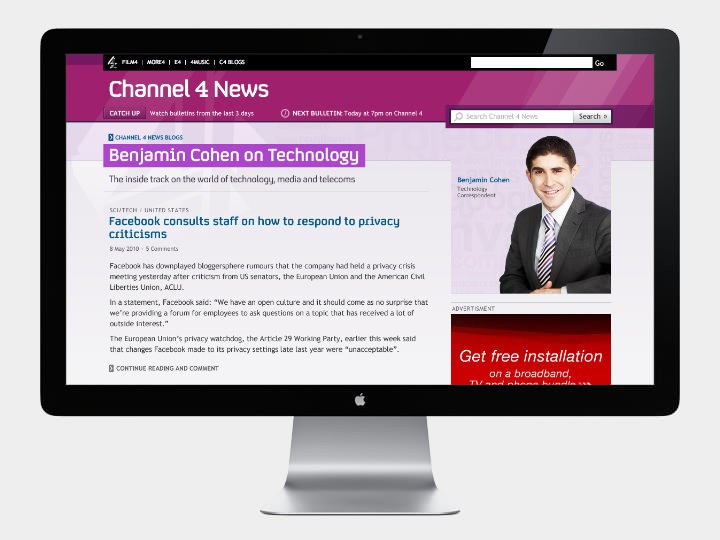 FILM4 | MORE4 | E4 | 4MUSIC | C4 BLOGS
Go
Channel 4 News
CATCH UP Watch bulletins from the last 3 days NEXT BULLETIN: Today at 7pm on Channel 4
Search Channel 4 News Search »
CHANNEL 4 NEWS BLOGS
Benjamin Cohen on Technology
The inside track on the world of technology, media and telecoms
Benjamin Cohen
Technology
Correspondent
SCI/TECH / UNITED STATES
Facebook consults staff on how to respond to privacy
criticisms
8 May 2010 - 5 Comments
Facebook has downplayed bloggersphere rumours that the company had held a privacy crisis
meeting yesterday after criticism from US senators, the European Union and the American Civil
Liberties Union, ACLU.
In a statement, Facebook said: “We have an open culture and it should come as no surprise that
we’re providing a forum for employees to ask questions on a topic that has received a lot of
outside interest.”
The European Union’s privacy watchdog, the Article 29 Working Party, earlier this week said
that changes Facebook made to its privacy settings late last year were “unacceptable”.
CONTINUE READING AND COMMENT
ADVERTISMENT
Get free installation
on a broadband,
TV and phone bundle >>>